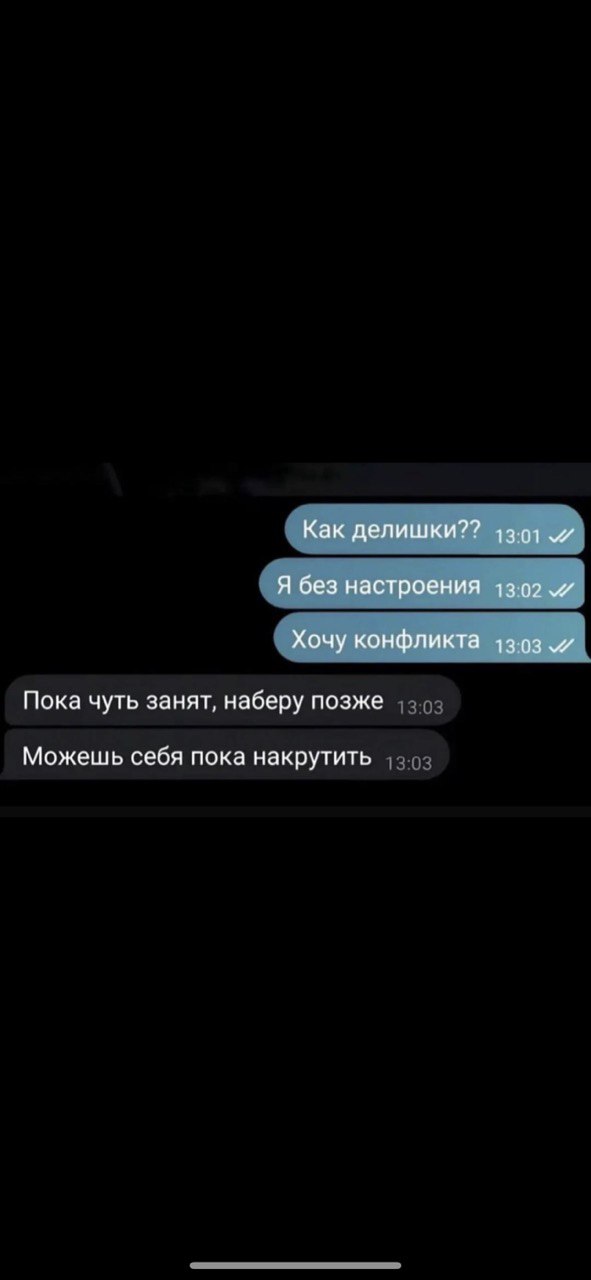 Как делишки?? 13:01
Я без настроения 13:02
Хочу конфликта 13:03
Пока чуть занят, наберу позже 13:03
Можешь себя пока накрутить 13:03